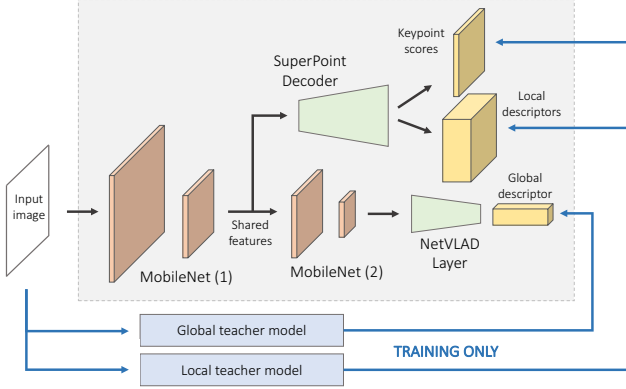 Keypoint
scores
SuperPoint
Decoder
Local
descriptors
Input
image
Global
descriptor
Shared
features
NetVLAD
Layer
MobileNet (1)
MobileNet (2)
Global teacher model
TRAINING ONLY
Local teacher model